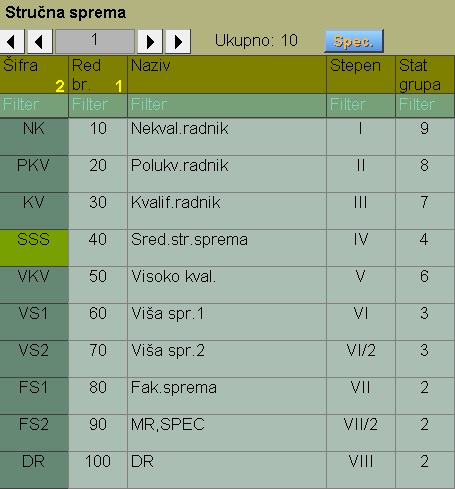 Stručna sprema
1 Ukupno: 10 Spec.
Šifra Red Naziv Stepen Stat
2 br. 1 grupa
Filter Filter Filter Filter Filter
NK 10 Nekval.radnik I 9
PKV 20 Polukv.radnik II 8
KV 30 Kvalif.radnik III 7
SSS 40 Sred.str.sprema IV 4
VKV 50 Visoko kval. V 6
VS1 60 Viša spr.1 VI 3
VS2 70 Viša spr.2 VI/2 3
FS1 80 Fak.sprema VII 2
FS2 90 MR,SPEC VII/2 2
DR 100 DR VIII 2